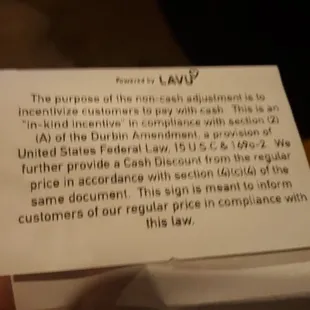 Powered by LAVU
The purpose of the non-cash adjustment is to
incentivize customers to pay with cash. This is an
"in-kind incentive" in compliance with section (2)
(A) of the Durbin Amendment, a provision of
United States Federal Law, 15 U.S.C & 169o-2. We
further provide a Cash Discount from the regular
price in accordance with section (4)(c)(4) of the
same document. This sign is meant to inform
customers of our regular price in compliance with
this law.